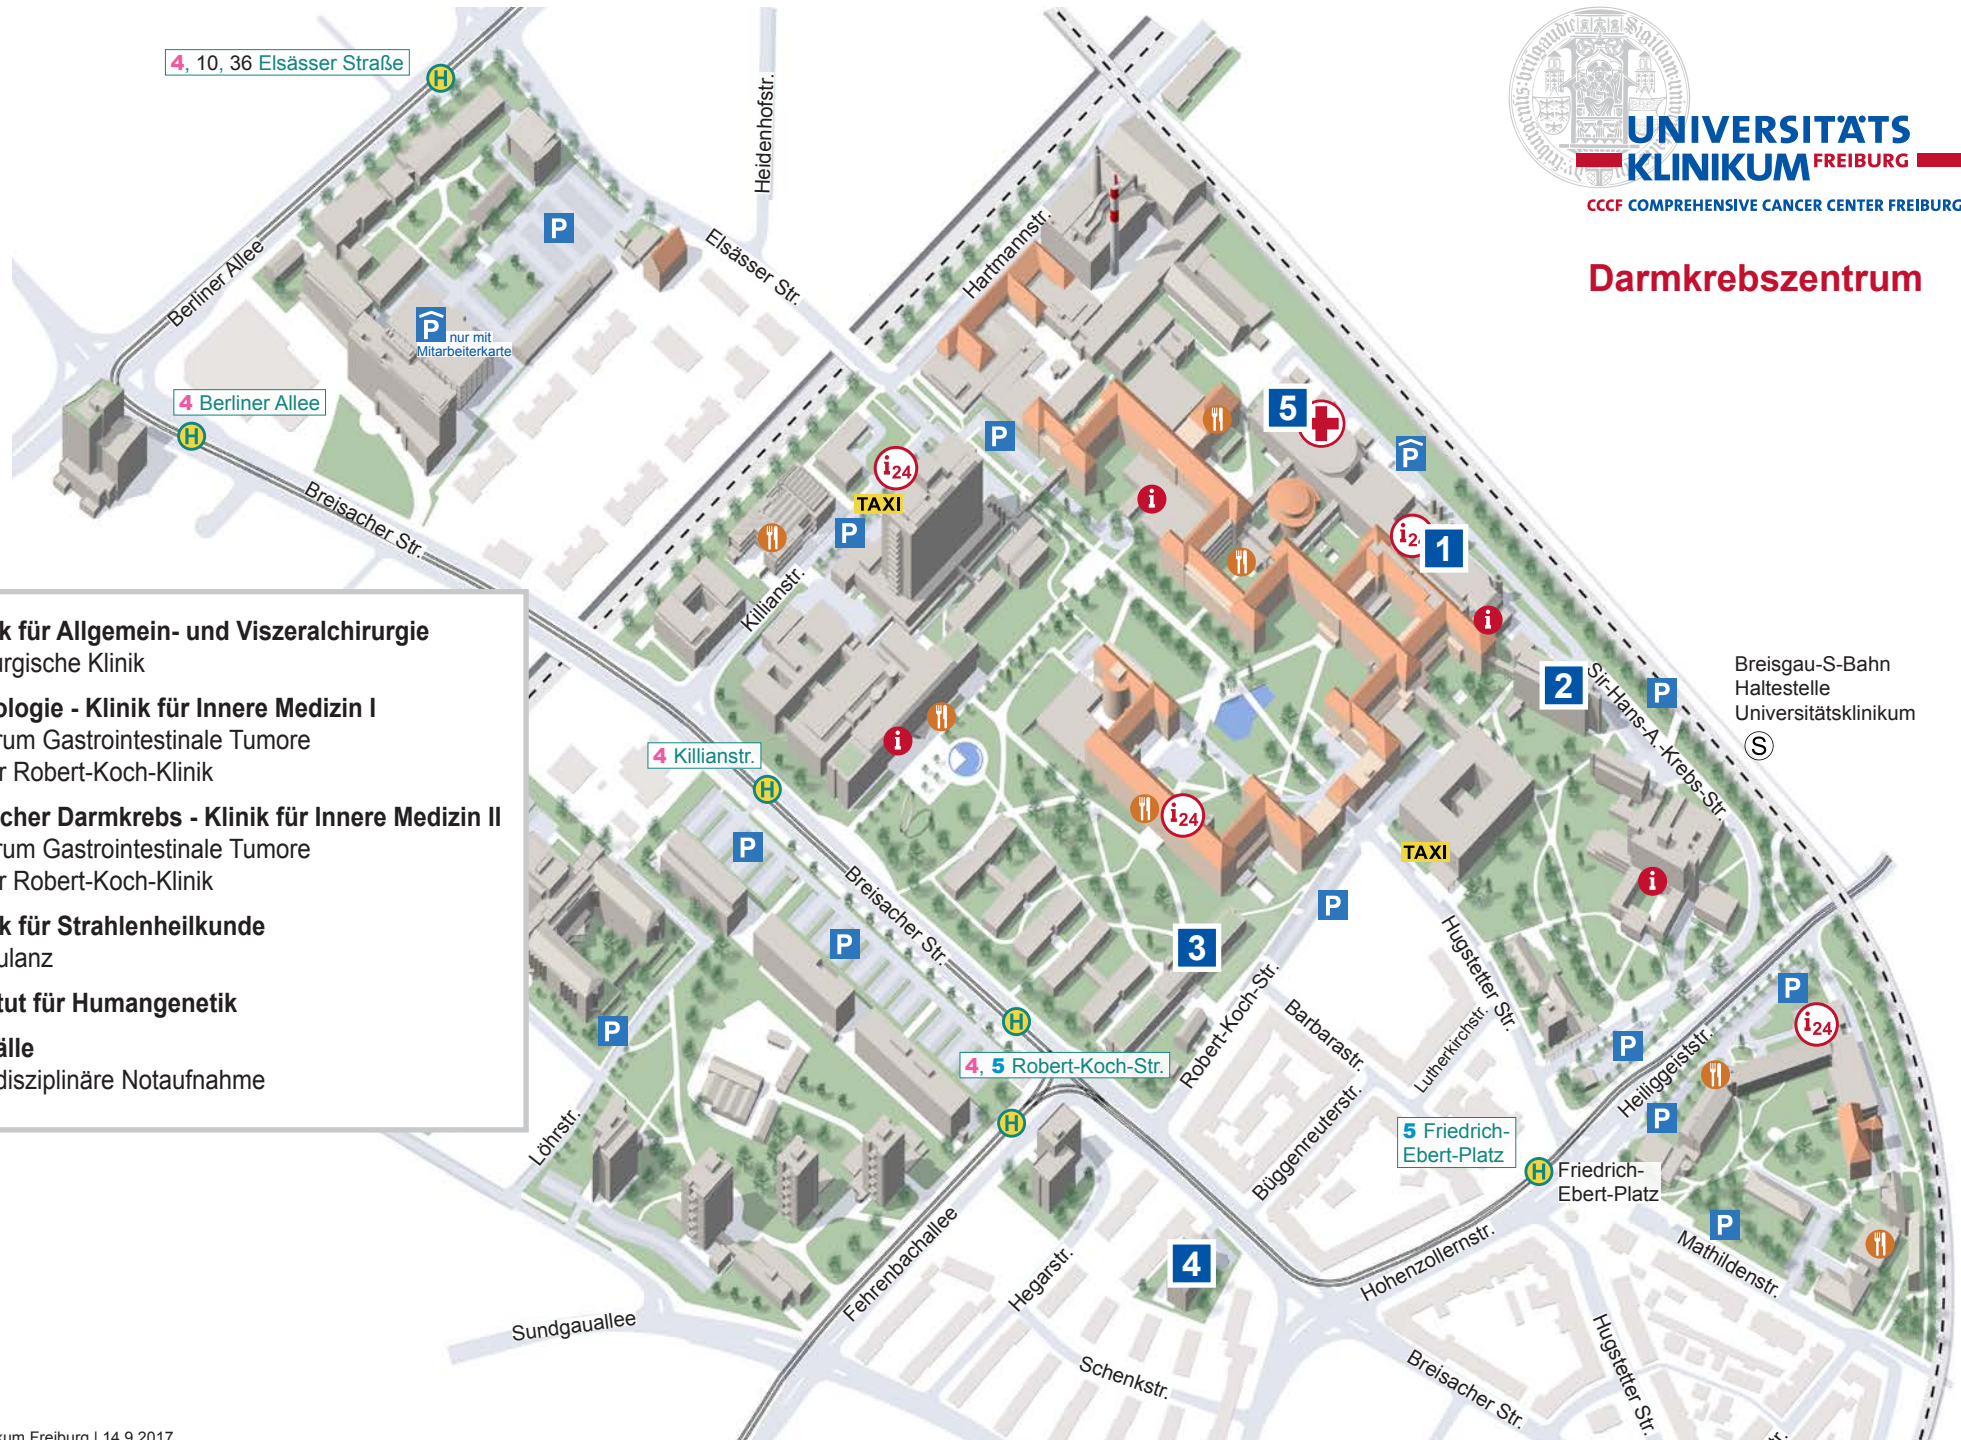 4, 10, 36 Elsässer Straße
H
Heidenhofstr.
UNIVERSITÄTS
KLINIKUM FREIBURG
CCCF COMPREHENSIVE CANCER CENTER FREIBURG
Darmkrebszentrum
P
Berliner Allee
Elsässer Str.
Hartmannstr.
P nur mit
Mitarbeiterkarte
4 Berliner Allee
H
5
P
P
i24
TAXI
P
i
Breisacher Str.
i2
1
Killianstr.
i
k für Allgemein- und Viszeralchirurgie
urgische Klinik
ologie - Klinik für Innere Medizin I
rum Gastrointestinale Tumore
r Robert-Koch-Klinik
cher Darmkrebs - Klinik für Innere Medizin II
rum Gastrointestinale Tumore
r Robert-Koch-Klinik
k für Strahlenheilkunde
ulanz
tut für Humangenetik
älle
disziplinäre Notaufnahme
2
P
Sir-Hans-A.-Krebs-Str.
Breisgau-S-Bahn
Haltestelle
Universitätsklinikum
S
4 Killianstr.
H
i
i24
TAXI
P
i
P
Breisacher Str.
P
3
Hugstetter Str.
P
Robert-Koch-Str.
Barbarastr.
Lutherkirchstr.
P
i24
H
4, 5 Robert-Koch-Str.
H
P
Heiliggeiststr.
P
Löhrstr.
Büggenreuterstr.
5 Friedrich-
Ebert-Platz
H
Friedrich-
Ebert-Platz
P
Mathildenstr.
Fehrenbachallee
Hegarstr.
4
Hohenzollernstr.
Sundgauallee
Schenkstr.
Breisacher Str.
Hugstetter Str.
kum Freiburg | 14.9.2017